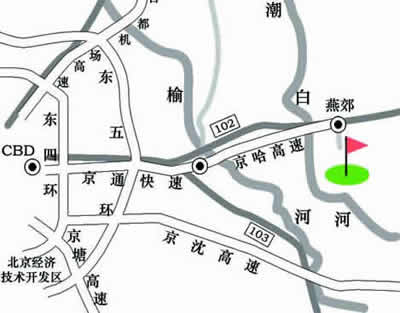 首都机场高速
潮白河
榆河
燕郊
102
东四环
东五环
CBD
京通快速
京哈高速
103
京沈高速
京塘高速
北京经济
技术开发区